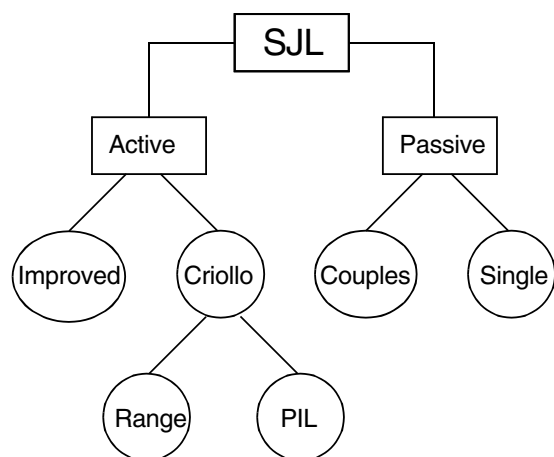 SJL
Active
Passive
Improved
Criollo
Couples
Single
Range
PIL